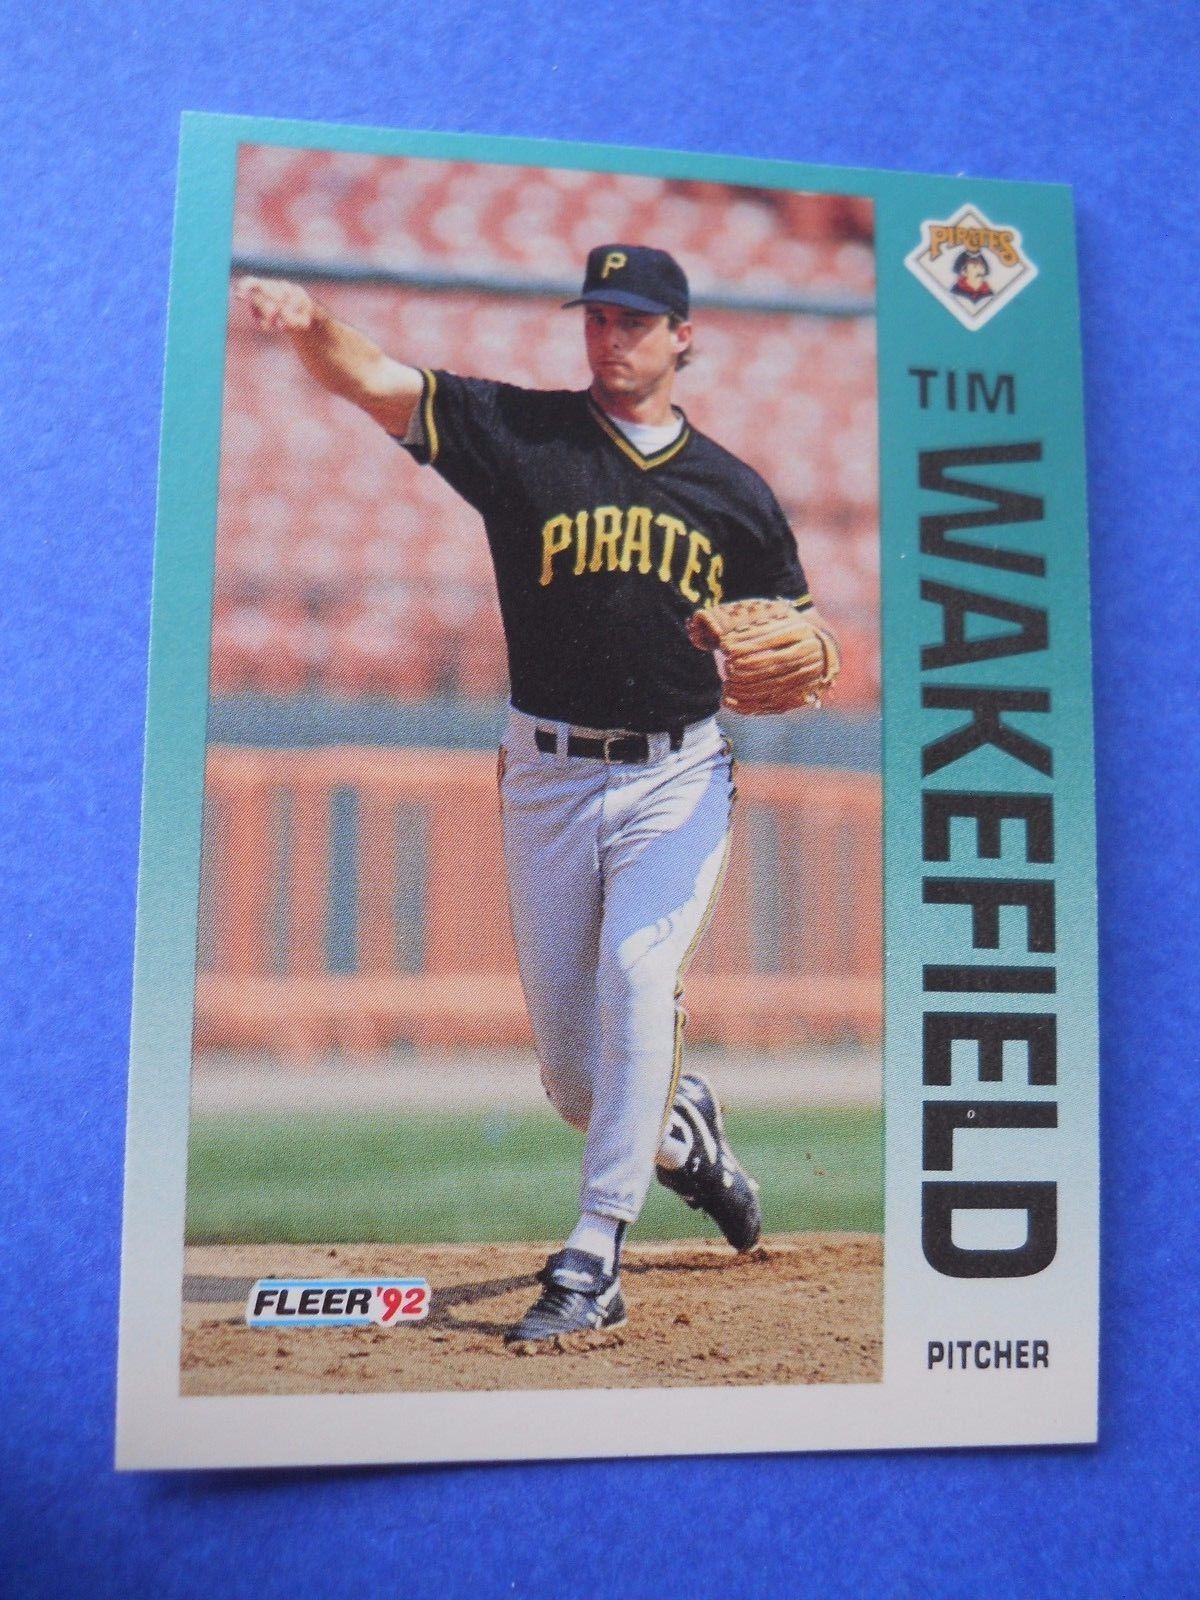 PIRATES
TIM
WAKEFIELD
P
PIRATES
FLEER '92
PITCHER